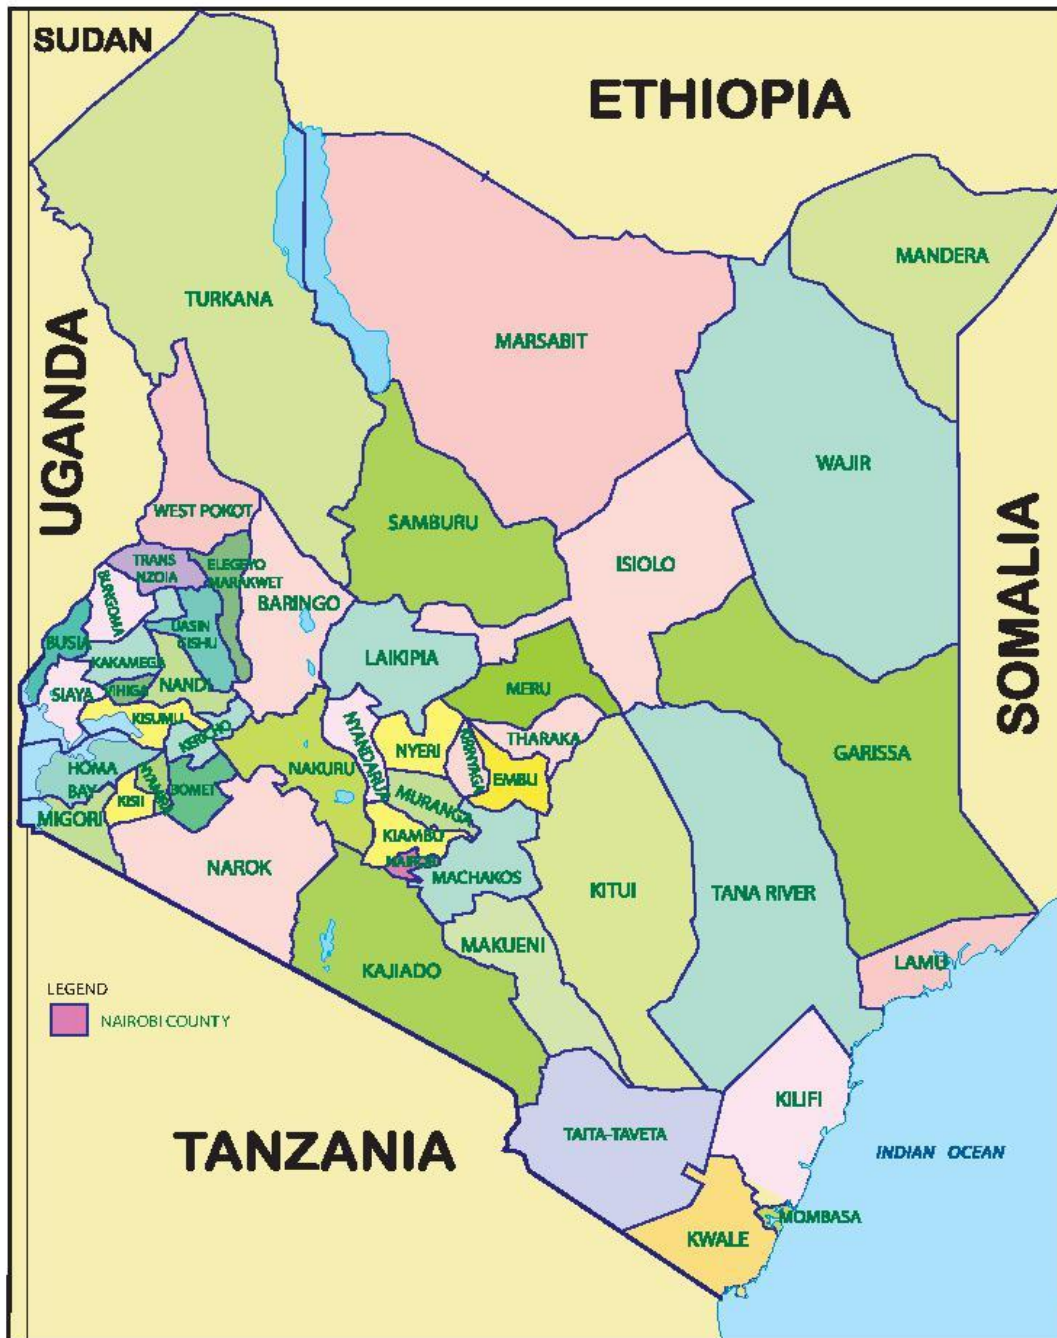 SUDAN
ETHIOPIA
MANDERA
TURKANA
MARSABIT
UGANDA
WAJIR
WEST POKOT
SAMBURU
SOMALIA
ISIOLO
TRANS
NZOIA
ELEGEYO
MARAKWET
BUNGOMA
BARINGO
UASIN
GISHU
BUSIA
KAKAMEGA
LAIKIPIA
SIAYA
VIHIGA
NANDI
MERU
KISUMU
KERICHO
NYANDARUA
NYERI
KIRINYAGA
THARAKA
GARISSA
HOMA
BAY
NYAMIRA
BOMET
NAKURU
EMBU
KISII
MURANGA
MIGORI
KIAMBO
NAIROBI
NAROK
MACHAKOS
KITUI
TANA RIVER
MAKUENI
KAJIADO
LAMU
LEGEND
NAIROBI COUNTY
KILIFI
TAITA-TAVETA
TANZANIA
INDIAN OCEAN
MOMBASA
KWALE